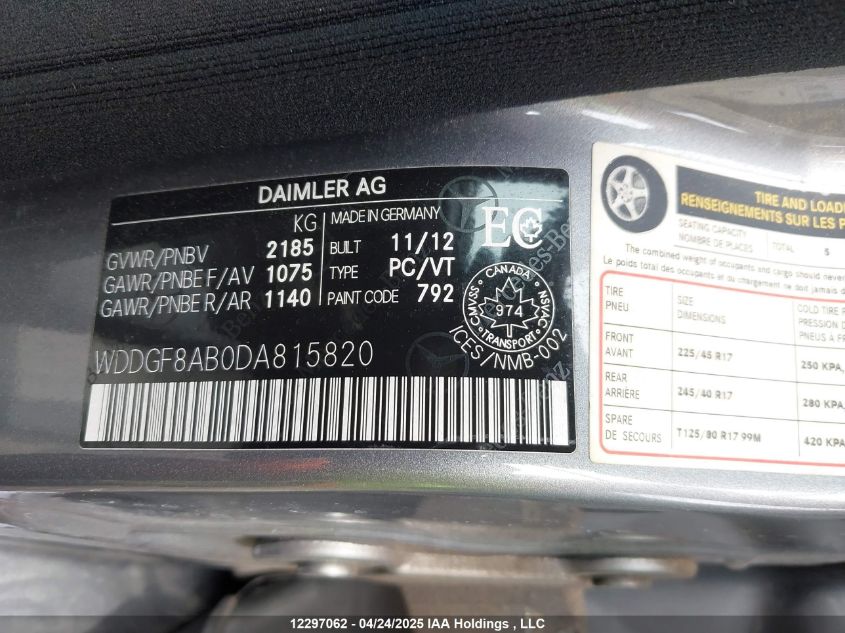 DAIMLER AG
KG
MADE IN GERMANY
GVWR/PNBV 2185 BUILT 11/12
GAWR/PNBE F/AV 1075 TYPE PC/VT
GAWR/PNBE R/AR 1140 PAINT CODE 792
EC
CANADA
CMVSS 974 NSVAC
TRANSPORT
ICES/NMB-002
WDDGF8AB0DA815820
Mercedes-Benz
TIRE AND LOADI
RENSEIGNEMENTS SUR LES P
SEATING CAPACITY
NOMBRE DE PLACES
TOTAL 5
The combined weight of occupants and cargo should never
Le poids total des occupants et du chargement ne doit jamais d
TIRE
PNEU
SIZE
DIMENSIONS
COLD TIRE P
PRESSION D
PNEUS À FR
FRONT
AVANT
225/45 R17
250 KPA,
REAR
ARRIÈRE
245/40 R17
280 KPA,
SPARE
DE SECOURS
T125/80 R17 99M
420 KPA
12297062 - 04/24/2025 IAA Holdings , LLC